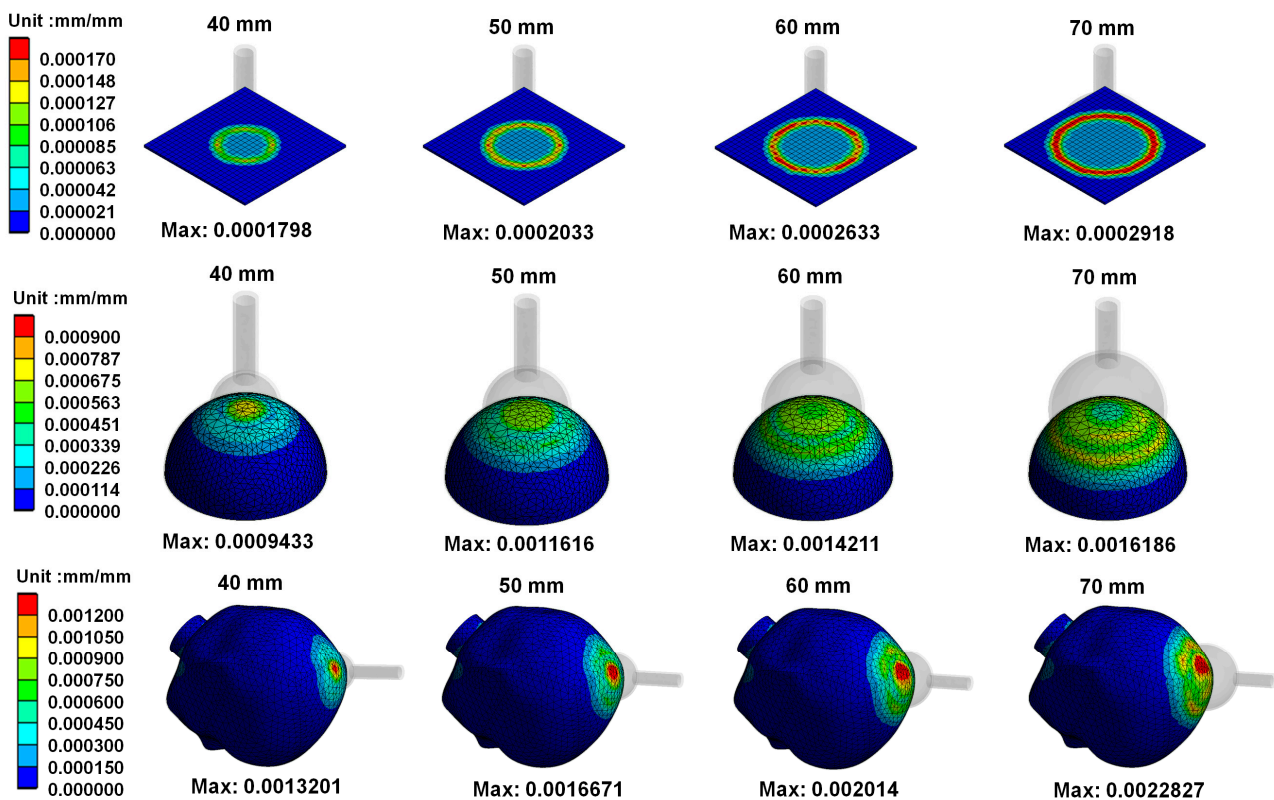 Unit :mm/mm
40 mm
50 mm
60 mm
70 mm
0.000170
0.000148
0.000127
0.000106
0.000085
0.000063
0.000042
0.000021
0.000000
Max: 0.0001798
Max: 0.0002033
Max: 0.0002633
Max: 0.0002918
Unit :mm/mm
40 mm
50 mm
60 mm
70 mm
0.000900
0.000787
0.000675
0.000563
0.000451
0.000339
0.000226
0.000114
0.000000
Max: 0.0009433
Max: 0.0011616
Max: 0.0014211
Max: 0.0016186
Unit :mm/mm
40 mm
50 mm
60 mm
70 mm
0.001200
0.001050
0.000900
0.000750
0.000600
0.000450
0.000300
0.000150
0.000000
Max: 0.0013201
Max: 0.0016671
Max: 0.002014
Max: 0.0022827